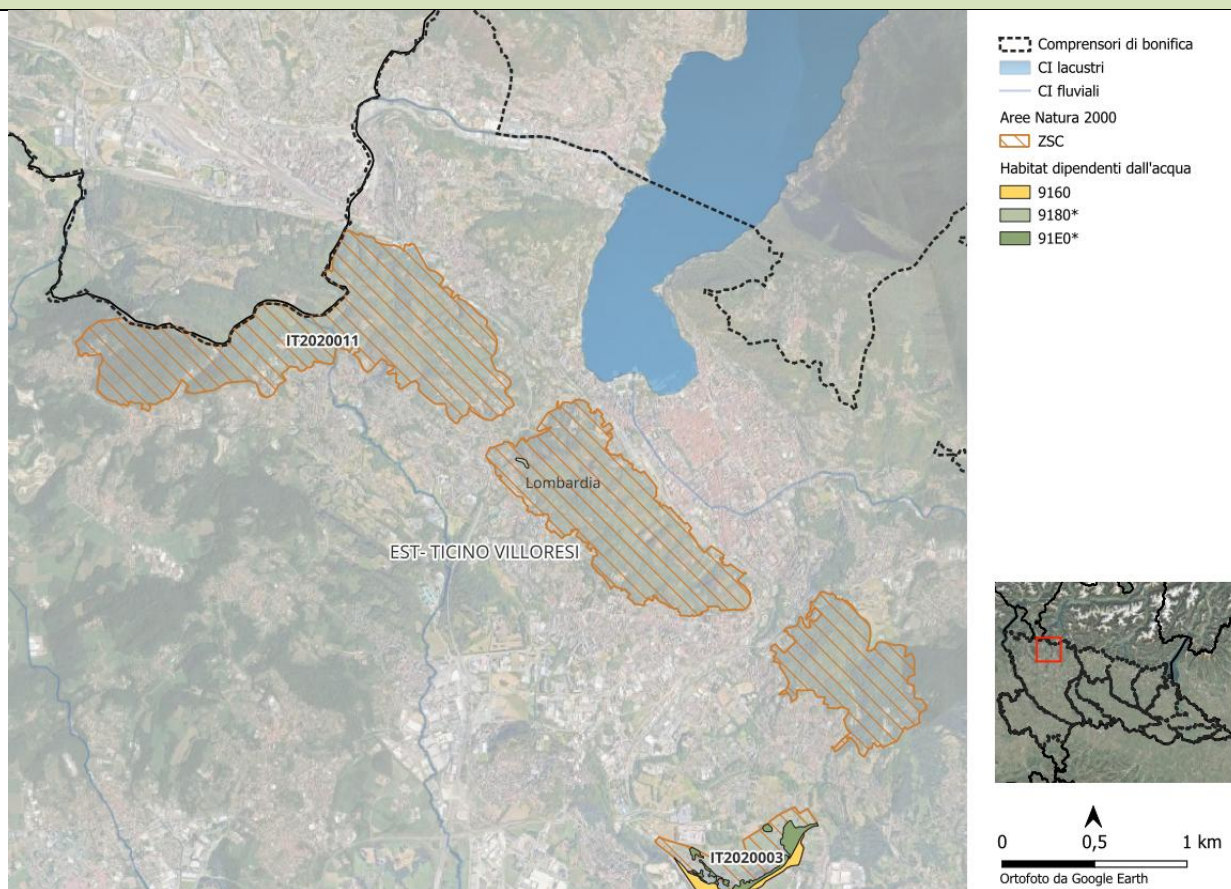 IT2020011
Lombardia
EST- TICINO VILLORESI
IT2020003
Comprensori di bonifica
CI lacustri
CI fluviali
Aree Natura 2000
ZSC
Habitat dipendenti dall'acqua
9160
9180*
91E0*
0 0,5 1 km
Ortofoto da Google Earth